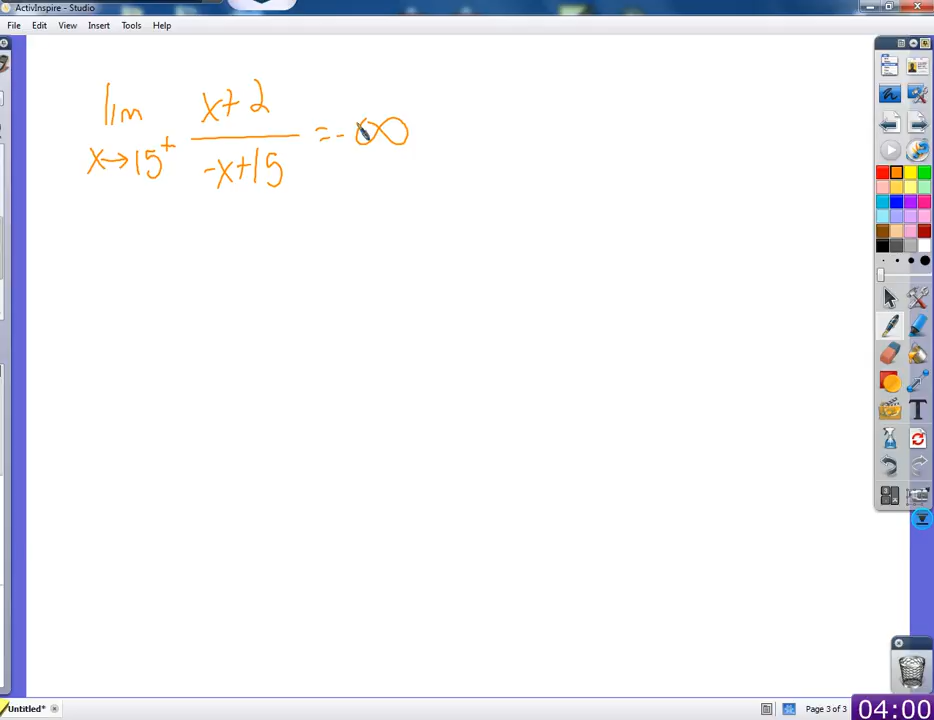 ActivInspire - Studio
File Edit View Insert Tools Help
lim x+2
x→15⁺ -x+15 =-∞
T
Untitled*
Page 3 of 3
04:00